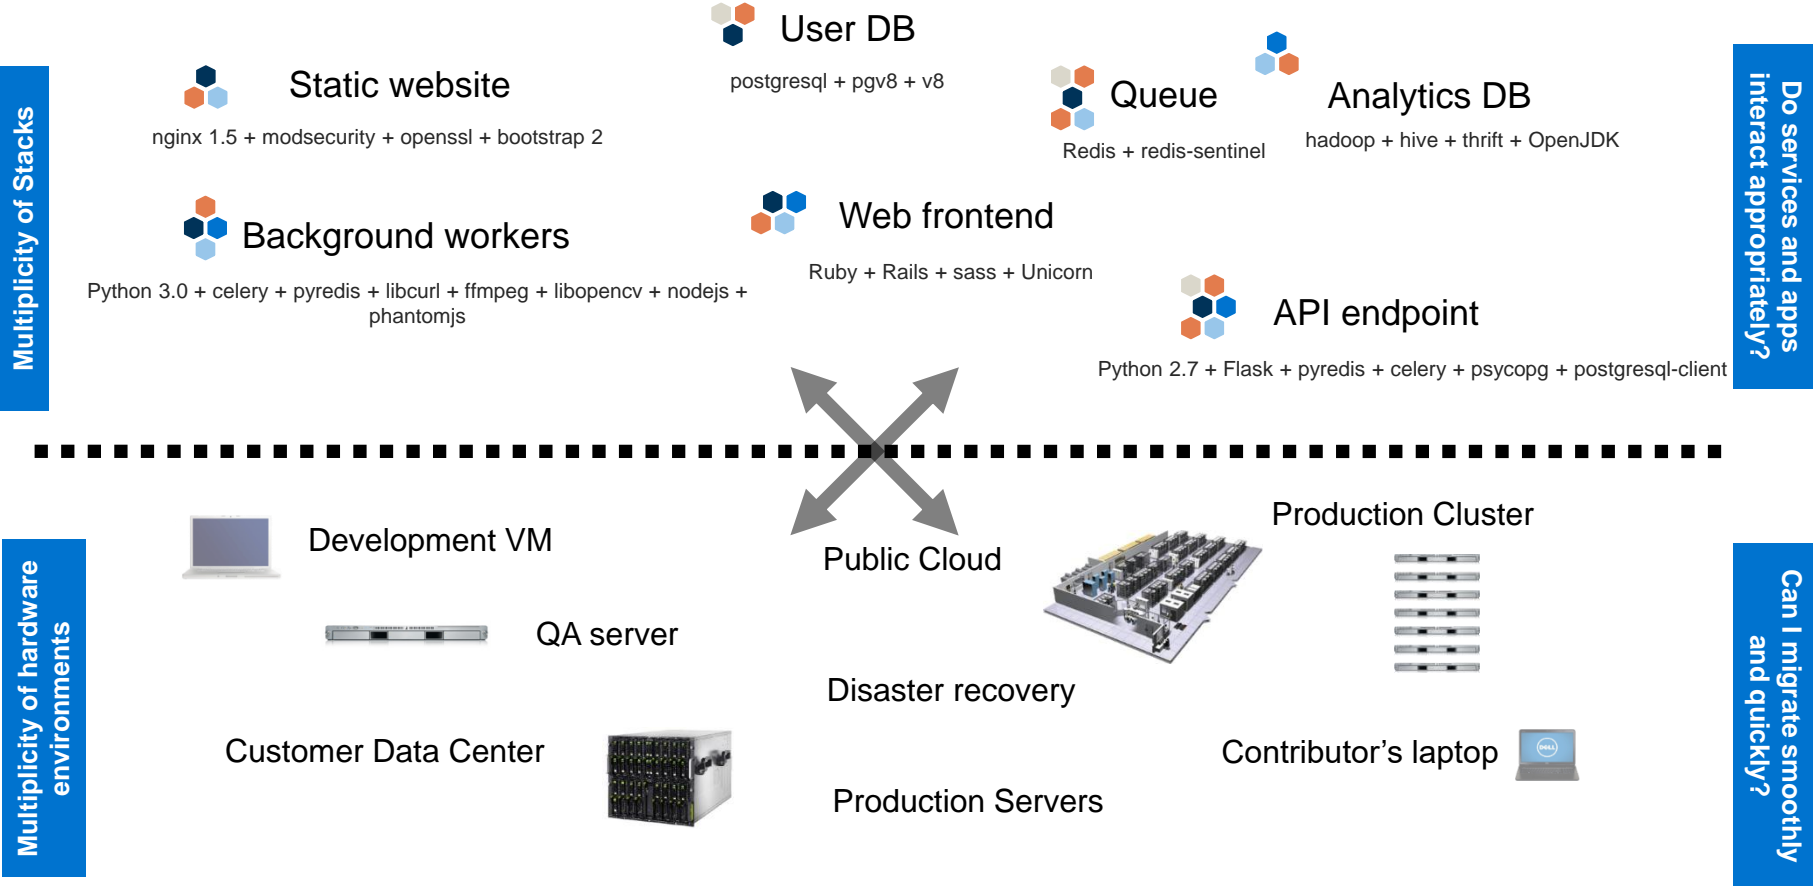 User DB
postgresql + pgv8 + v8
Static website
nginx 1.5 + modsecurity + openssl + bootstrap 2
Queue
Redis + redis-sentinel
Analytics DB
hadoop + hive + thrift + OpenJDK
Multiplicity of Stacks
Do services and apps
interact appropriately?
Background workers
Python 3.0 + celery + pyredis + libcurl + ffmpeg + libopencv + nodejs +
phantomjs
Web frontend
Ruby + Rails + sass + Unicorn
API endpoint
Python 2.7 + Flask + pyredis + celery + psycopg + postgresql-client
Development VM
Public Cloud
Production Cluster
QA server
Multiplicity of hardware
environments
Can I migrate smoothly
and quickly?
Disaster recovery
Customer Data Center
Contributor’s laptop
DELL
Production Servers